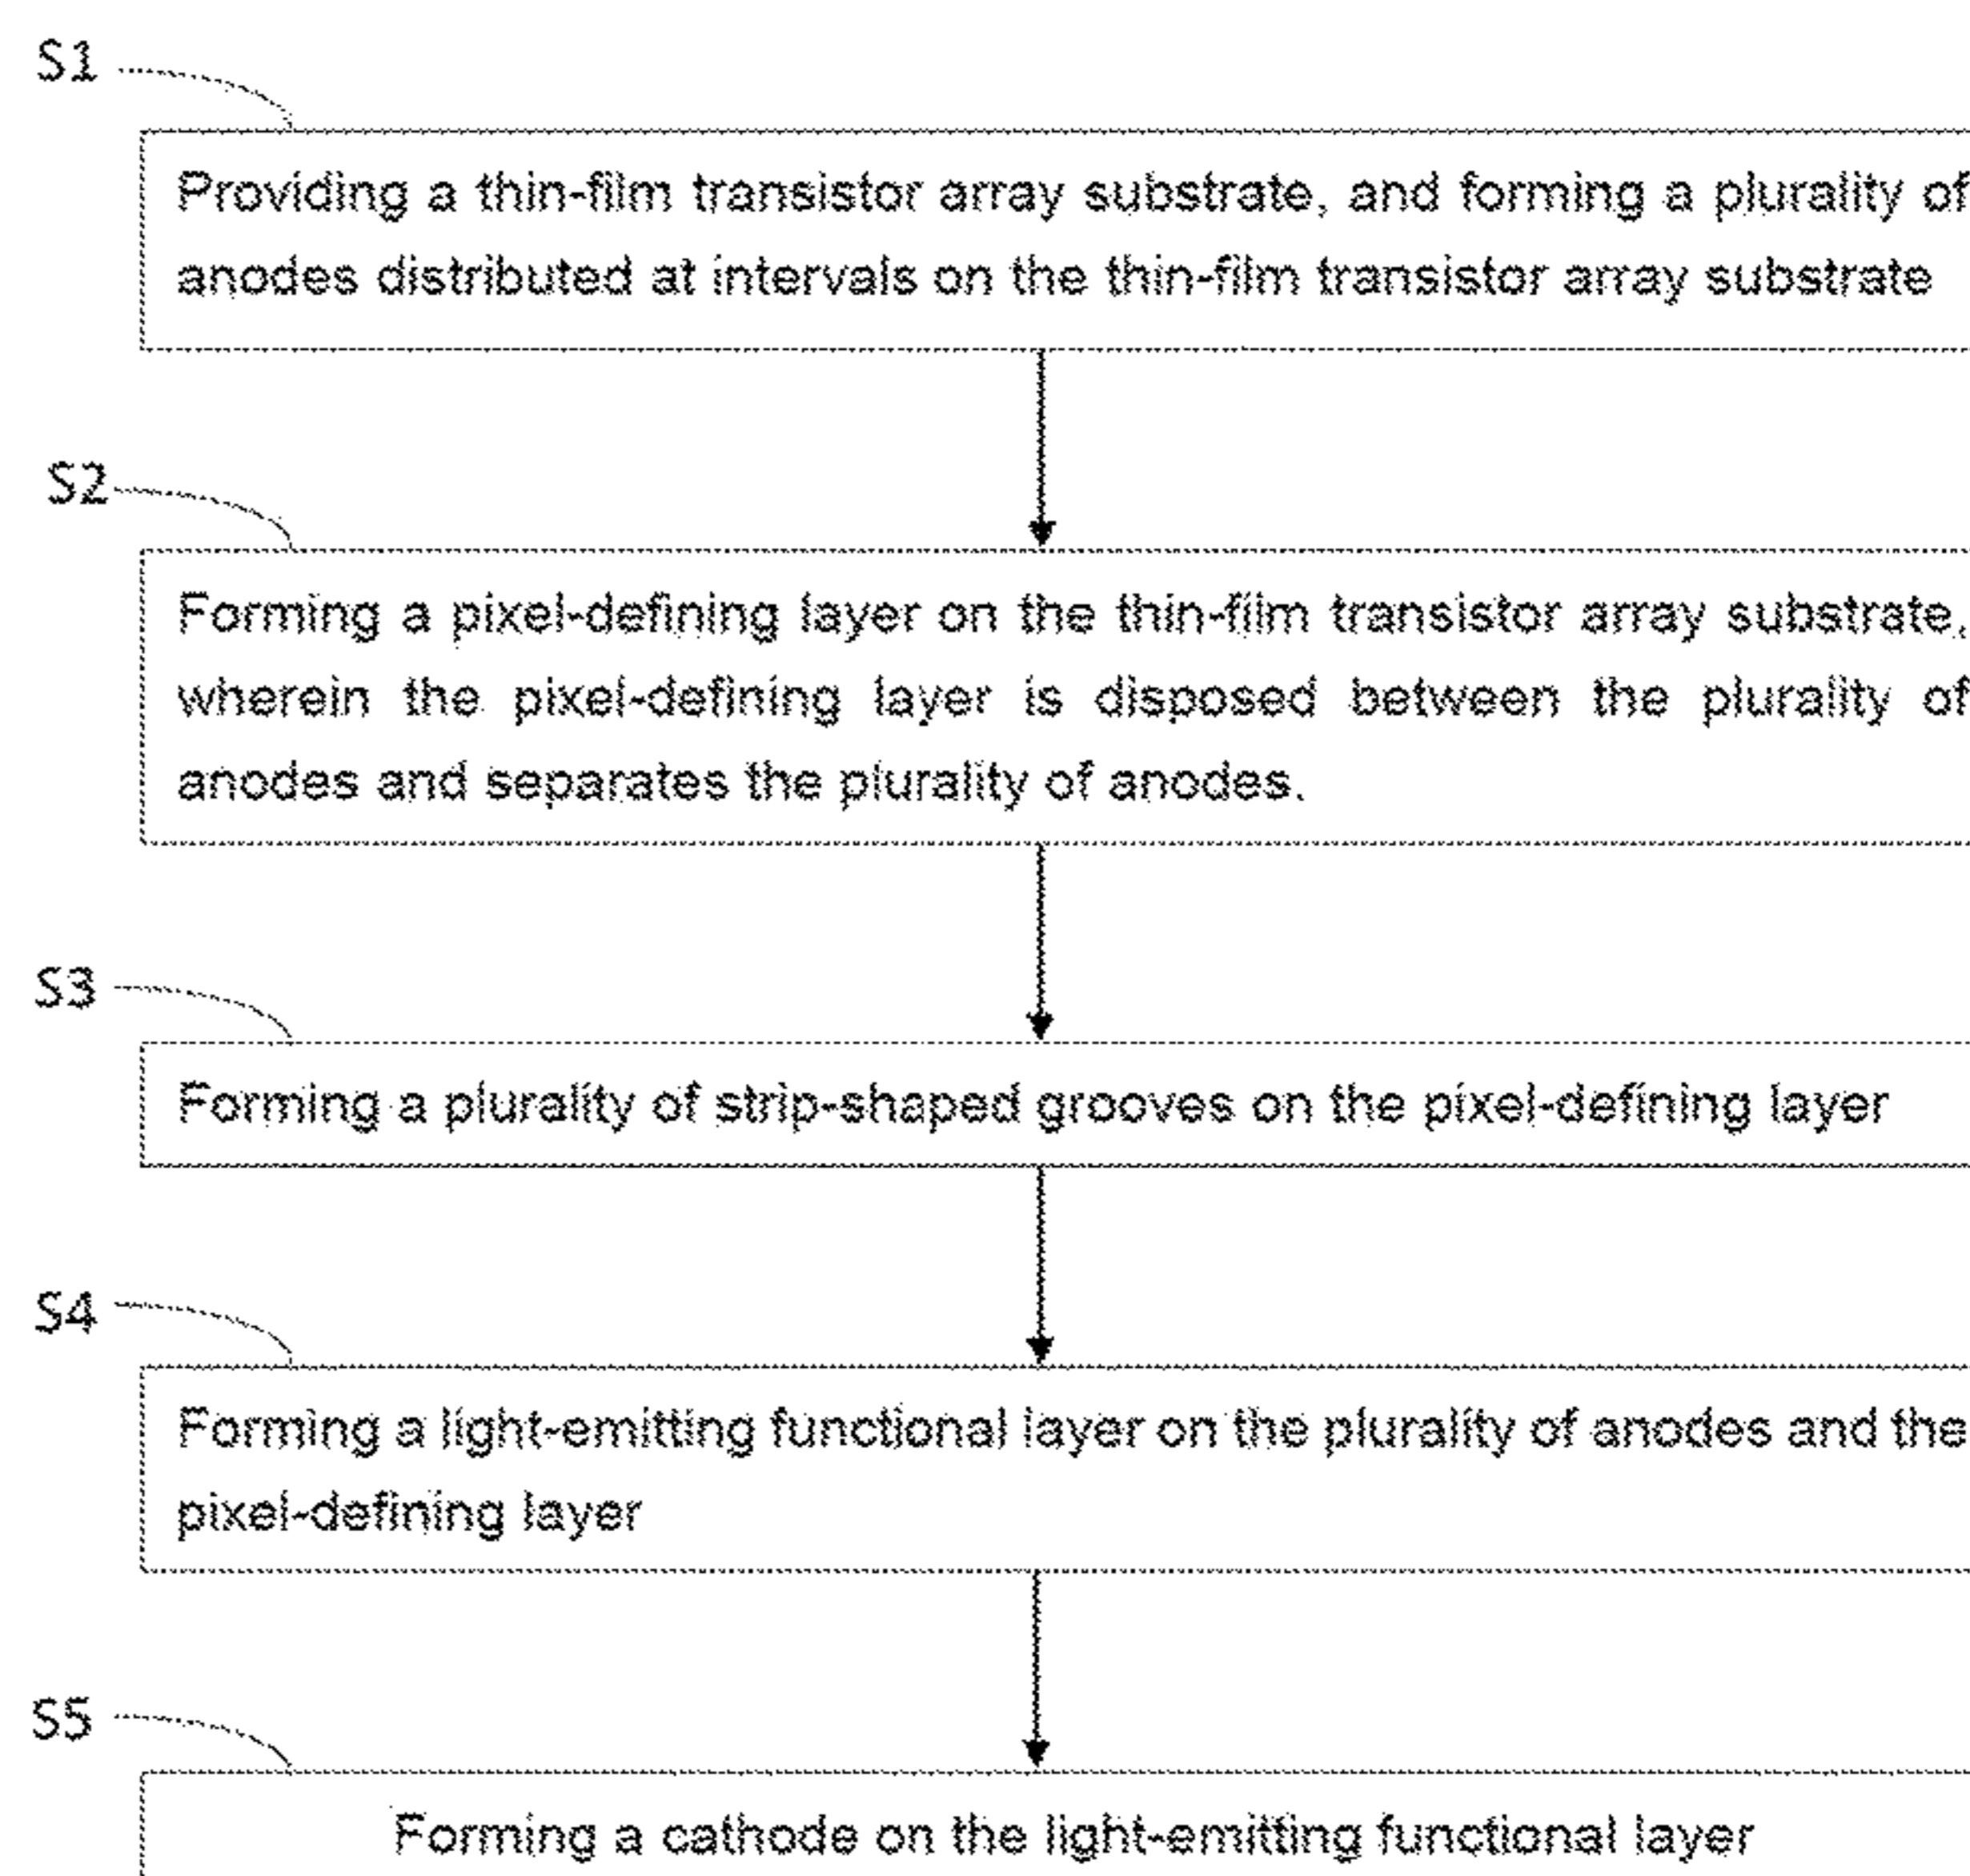 S1
Providing a thin-film transistor array substrate, and forming a plurality of
anodes distributed at intervals on the thin-film transistor array substrate
S2
Forming a pixel-defining layer on the thin-film transistor array substrate,
wherein the pixel-defining layer is disposed between the plurality of
anodes and separates the plurality of anodes.
S3
Forming a plurality of strip-shaped grooves on the pixel-defining layer
S4
Forming a light-emitting functional layer on the plurality of anodes and the
pixel-defining layer
S5
Forming a cathode on the light-emitting functional layer